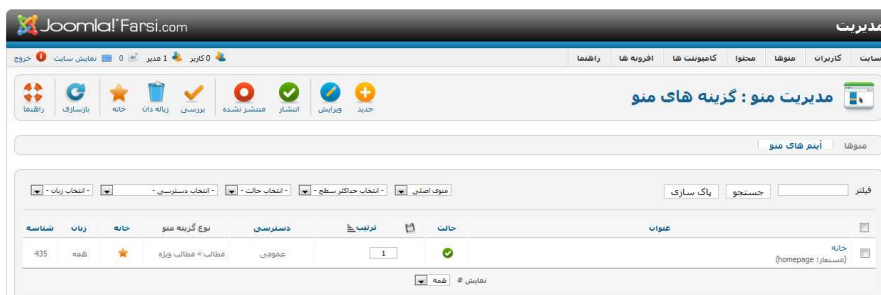 Joomla!Farsi.com
مدیریت
سایت کاربران منوها محتوا کامپوننت ها افزونه ها راهنما
0 کاربر 1 مدیر 0 نمایش سایت خروج
مدیریت منو : گزینه های منو
جدید ویرایش انتشار منتشر نشده بررسی زباله دان خانه بازسازی راهنما
منوها آیتم های منو
فیلتر جستجو پاک سازی منوی اصلی - انتخاب حداکثر سطح - - انتخاب حالت - - انتخاب دسترسی - - انتخاب زبان -
عنوان حالت ترتیب دسترسی نوع گزینه منو خانه زبان شناسه
خانه
(مستعار: homepage) 1 عمومی مطالب » مطالب ویژه همه 435
نمایش # همه